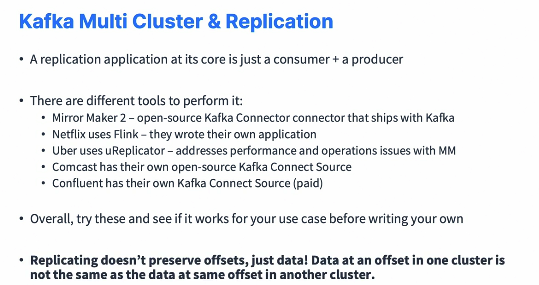 Kafka Multi Cluster & Replication
• A replication application at its core is just a consumer + a producer
• There are different tools to perform it:
• Mirror Maker 2 – open-source Kafka Connector connector that ships with Kafka
• Netflix uses Flink – they wrote their own application
• Uber uses uReplicator – addresses performance and operations issues with MM
• Comcast has their own open-source Kafka Connect Source
• Confluent has their own Kafka Connect Source (paid)
• Overall, try these and see if it works for your use case before writing your own
• Replicating doesn’t preserve offsets, just data! Data at an offset in one cluster is
not the same as the data at same offset in another cluster.